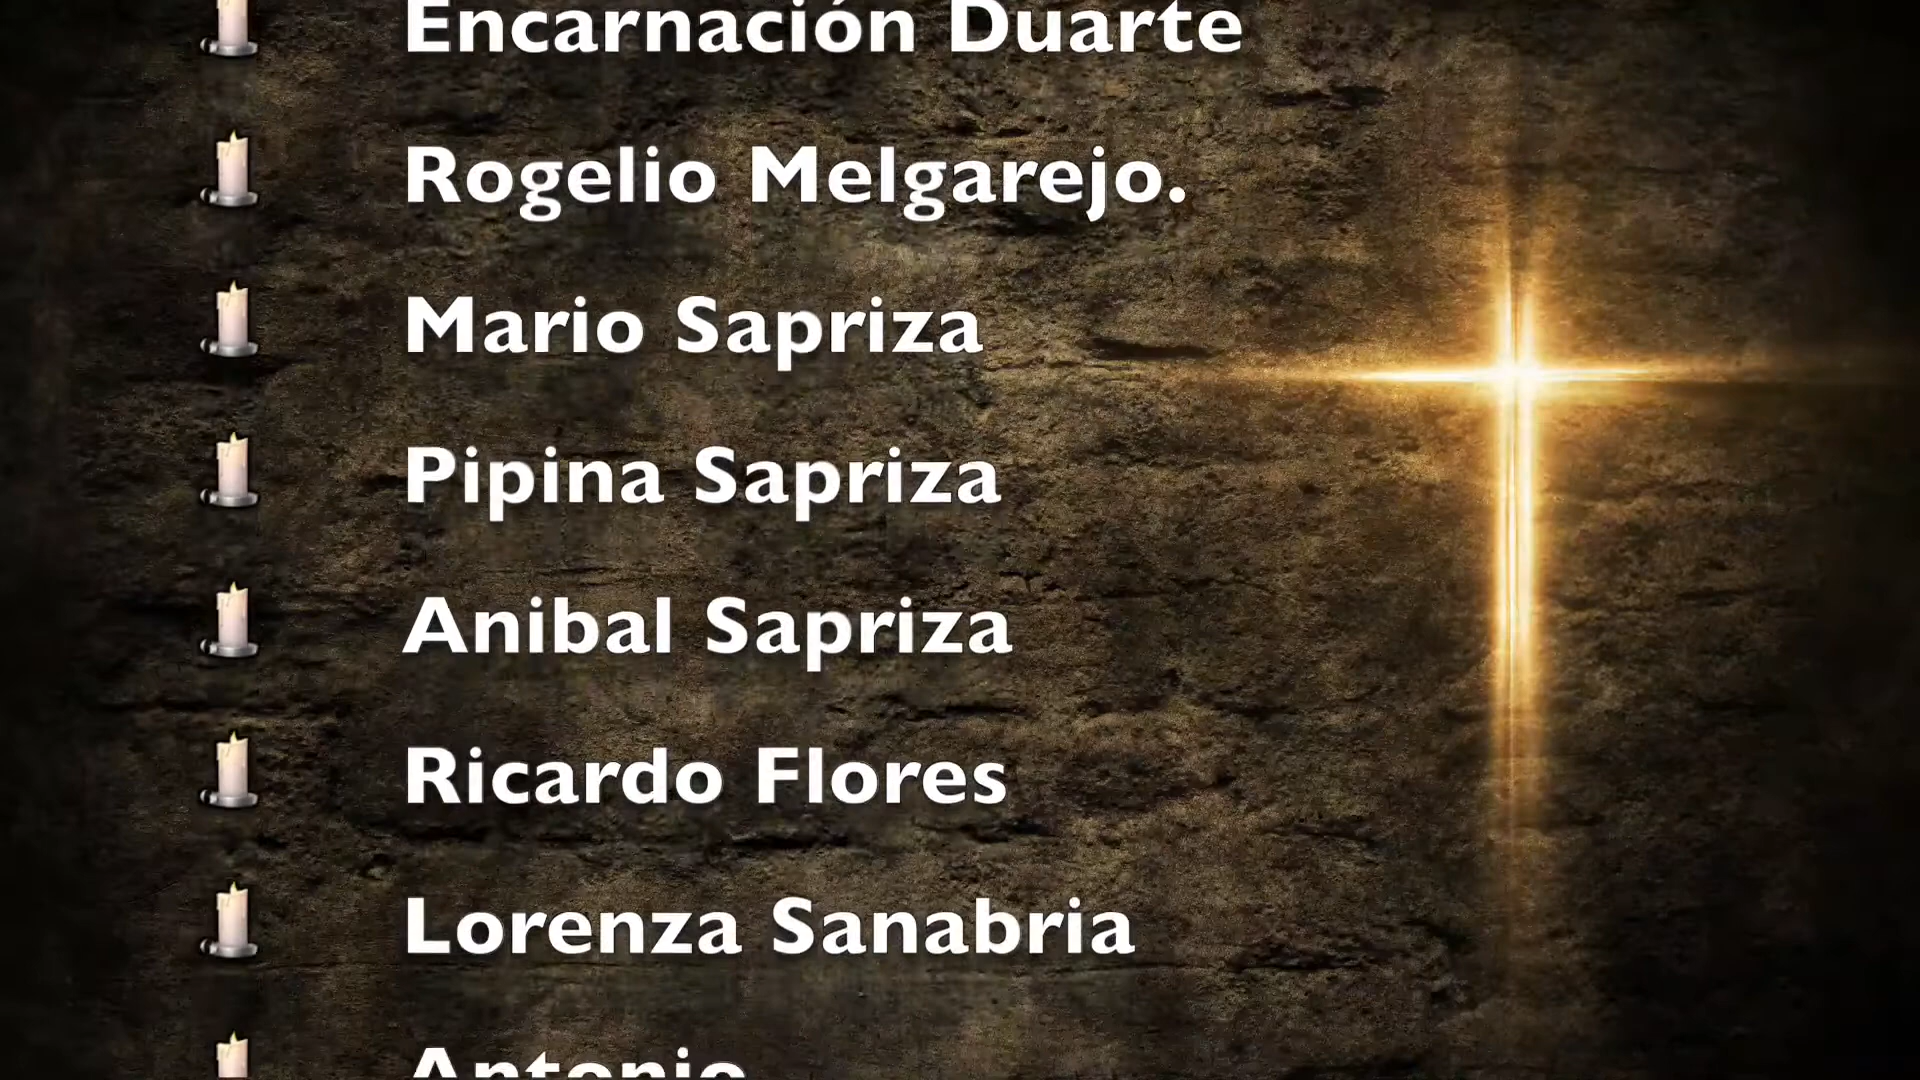 Encarnación Duarte
Rogelio Melgarejo.
Mario Sapriza
Pipina Sapriza
Anibal Sapriza
Ricardo Flores
Lorenza Sanabria
Antonio